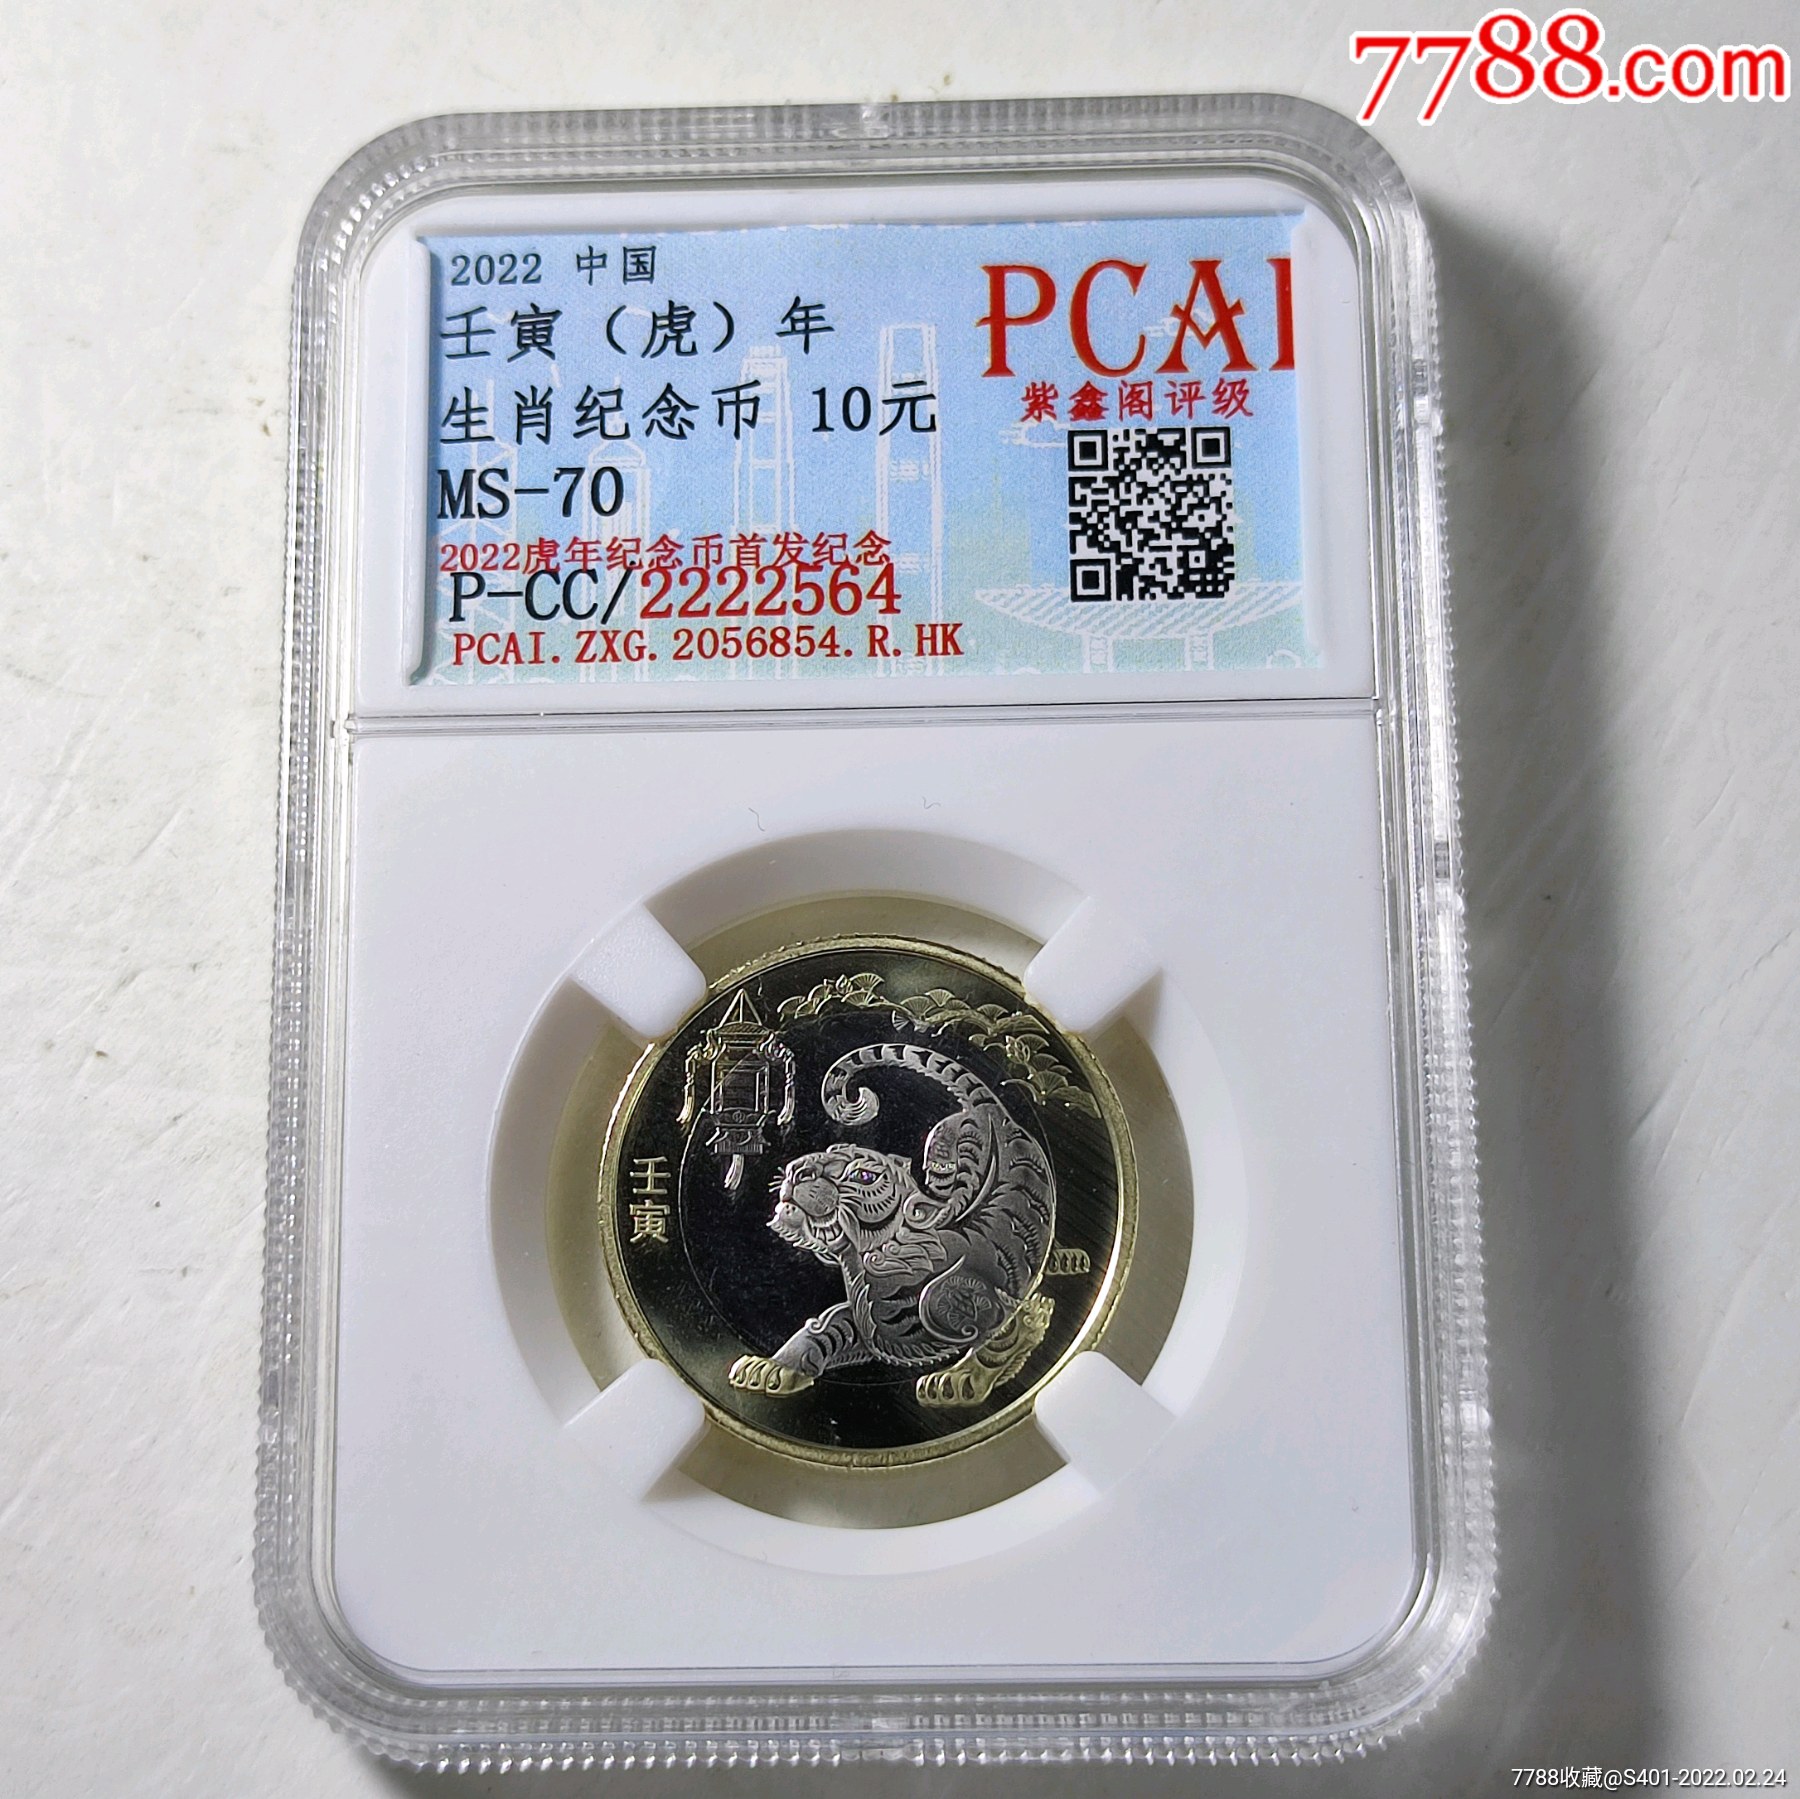 7788.com
2022 中国
壬寅（虎）年
生肖纪念币 10元
MS-70
2022虎年纪念币首发纪念
P-CC/2222564
PCAI.ZXG.2056854.R.HK
PCAI
紫鑫阁评级
壬寅
7788收藏@S401-2022.02.24